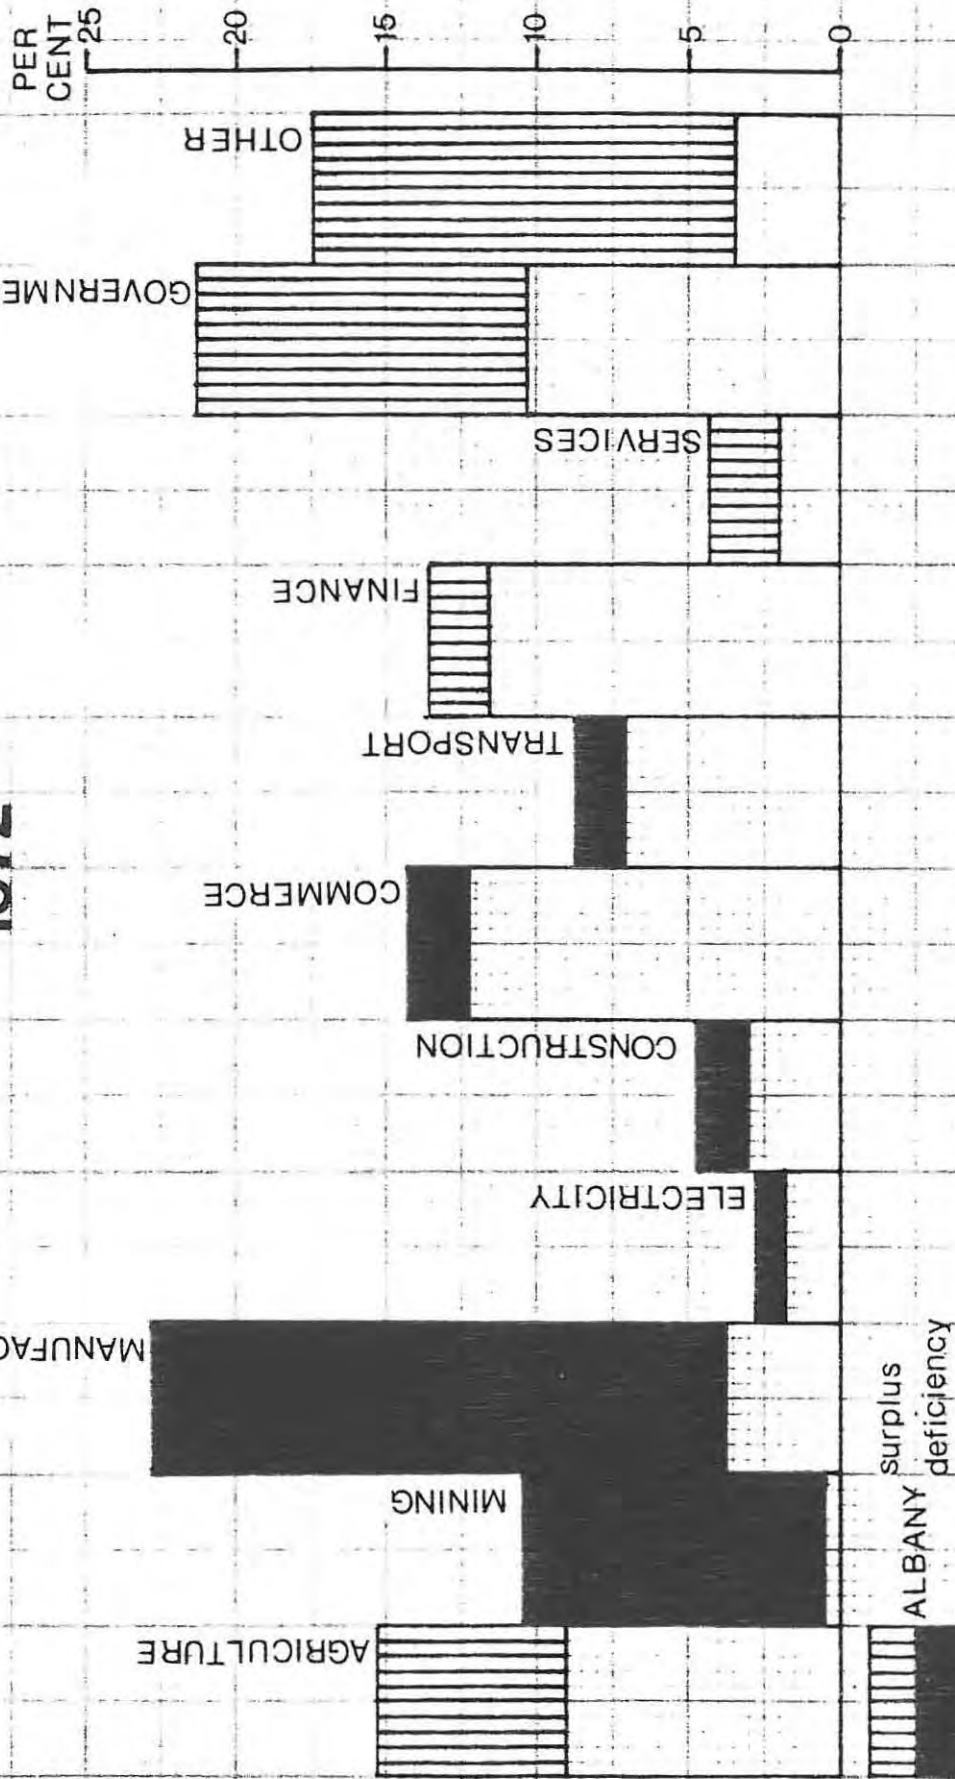 PER
CENT
25
20
15
10
5
0
AGRICULTURE
MINING
MANUFAC
ELECTRICITY
CONSTRUCTION
COMMERCE
TRANSPORT
FINANCE
SERVICES
GOVERNME
OTHER
ALBANY
surplus
deficiency